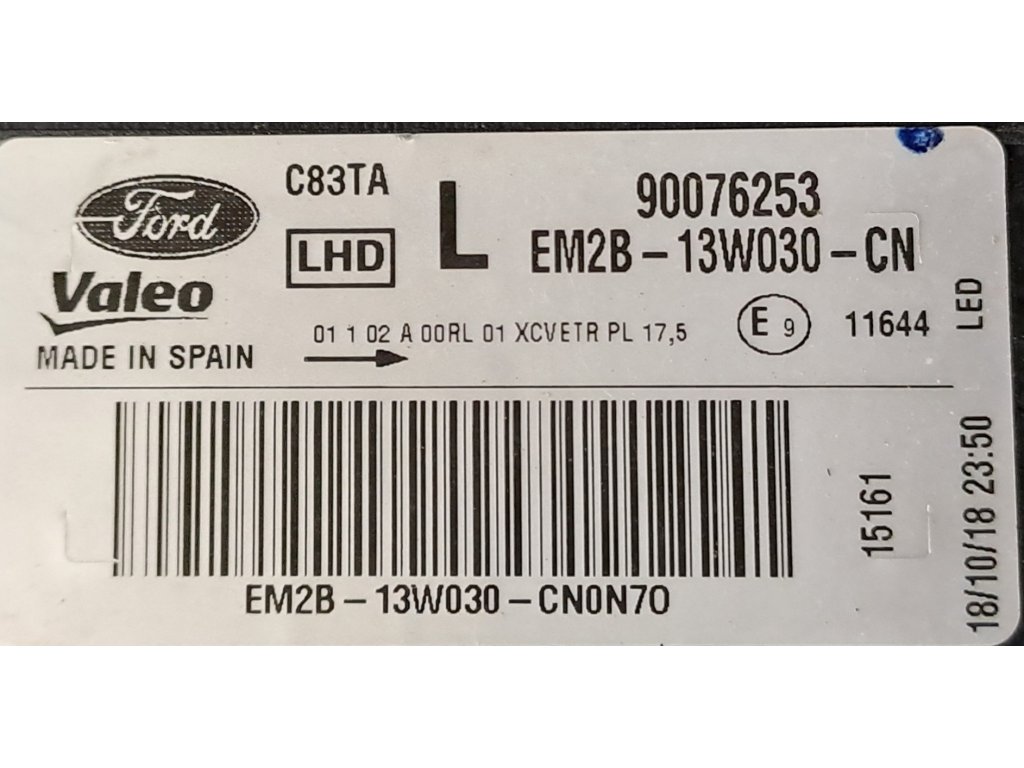 Ford
Valeo
MADE IN SPAIN
C83TA
LHD
L
90076253
EM2B-13W030-CN
01 1 02 A 00RL 01 XCVETR PL 17,5
E 9
11644
LED
15161
18/10/18 23:50
EM2B-13W030-CN0N70